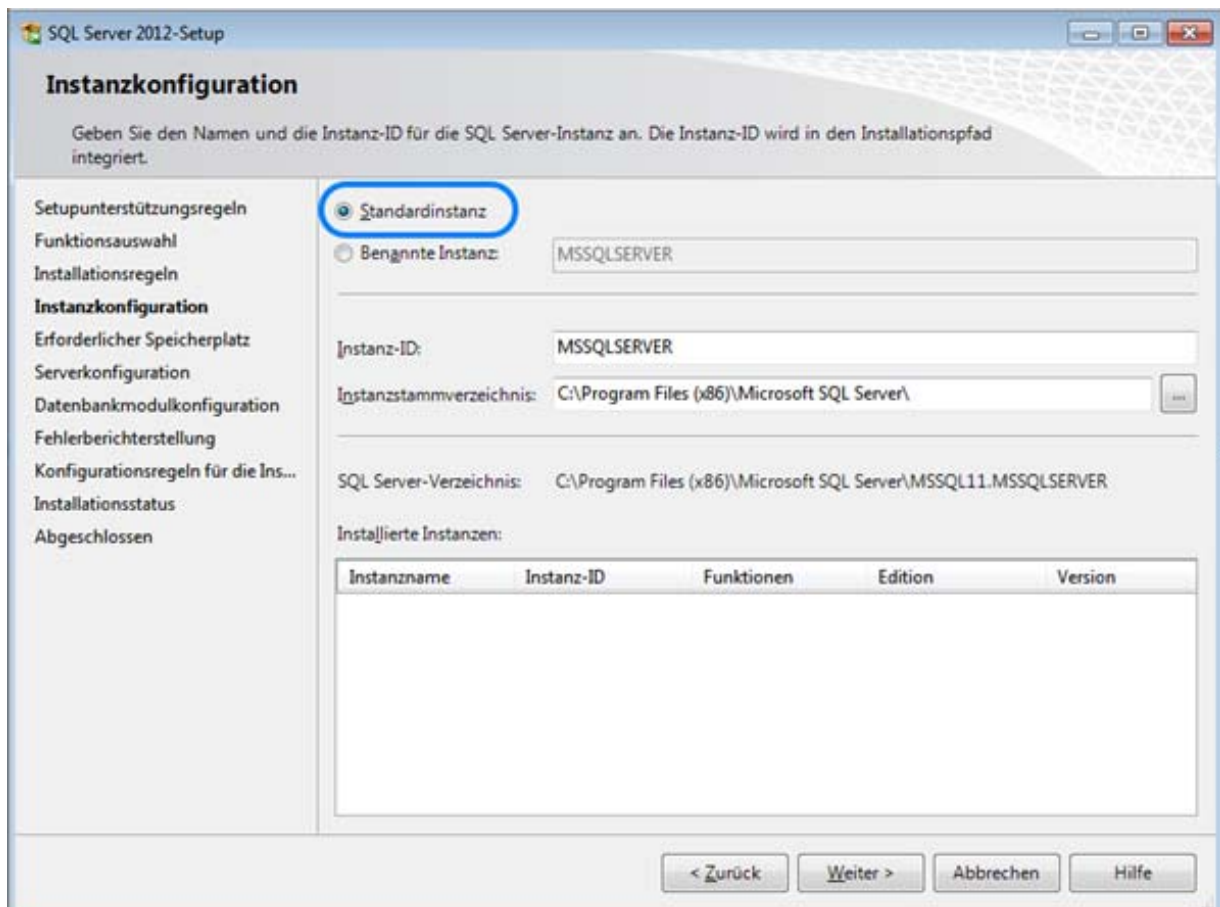 SQL Server 2012-Setup
Instanzkonfiguration
Geben Sie den Namen und die Instanz-ID für die SQL Server-Instanz an. Die Instanz-ID wird in den Installationspfad
integriert.
Setupunterstützungsregeln
Funktionsauswahl
Installationsregeln
Instanzkonfiguration
Erforderlicher Speicherplatz
Serverkonfiguration
Datenbankmodulkonfiguration
Fehlerberichterstellung
Konfigurationsregeln für die Ins...
Installationsstatus
Abgeschlossen
Standardinstanz
Benannte Instanz: MSSQLSERVER
Instanz-ID: MSSQLSERVER
Instanzstammverzeichnis: C:\Program Files (x86)\Microsoft SQL Server\ ...
SQL Server-Verzeichnis: C:\Program Files (x86)\Microsoft SQL Server\MSSQL11.MSSQLSERVER
Installierte Instanzen:
Instanzname Instanz-ID Funktionen Edition Version
< Zurück Weiter > Abbrechen Hilfe